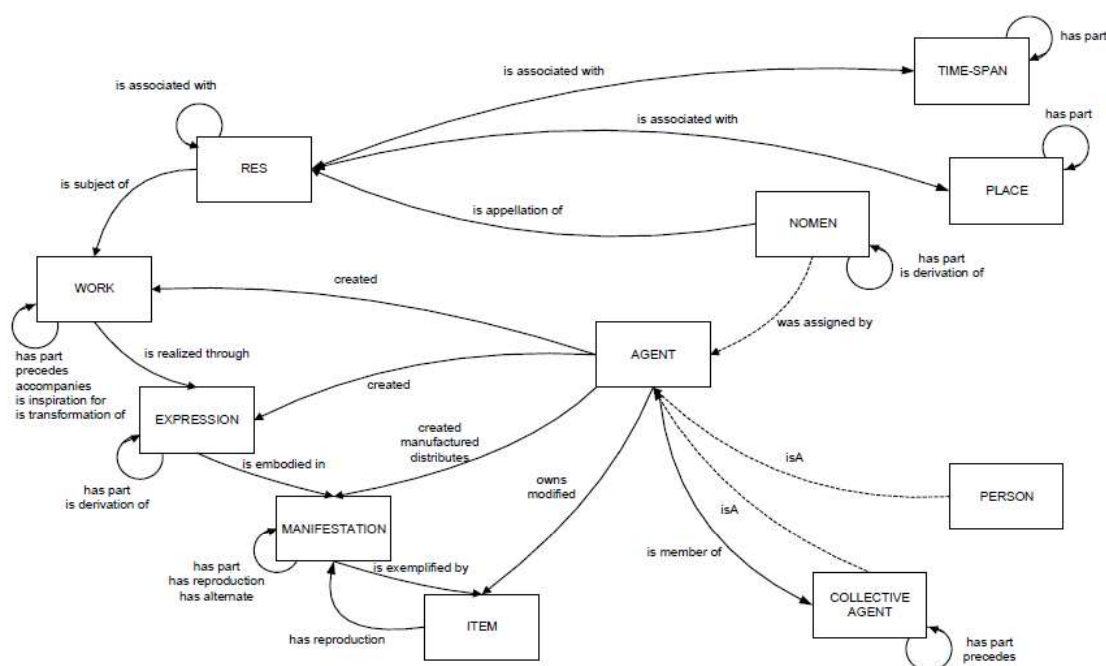 has part
TIME-SPAN
is associated with
is associated with
has part
is associated with
RES
PLACE
is subject of
is appellation of
NOMEN
has part
is derivation of
WORK
created
was assigned by
has part
precedes
accompanies
is inspiration for
is transformation of
is realized through
AGENT
EXPRESSION
created
has part
is derivation of
is embodied in
created
manufactured
distributes
owns
modified
isA
PERSON
MANIFESTATION
isA
has part
has reproduction
has alternate
is exemplified by
is member of
has reproduction
ITEM
COLLECTIVE
AGENT
has part
precedes